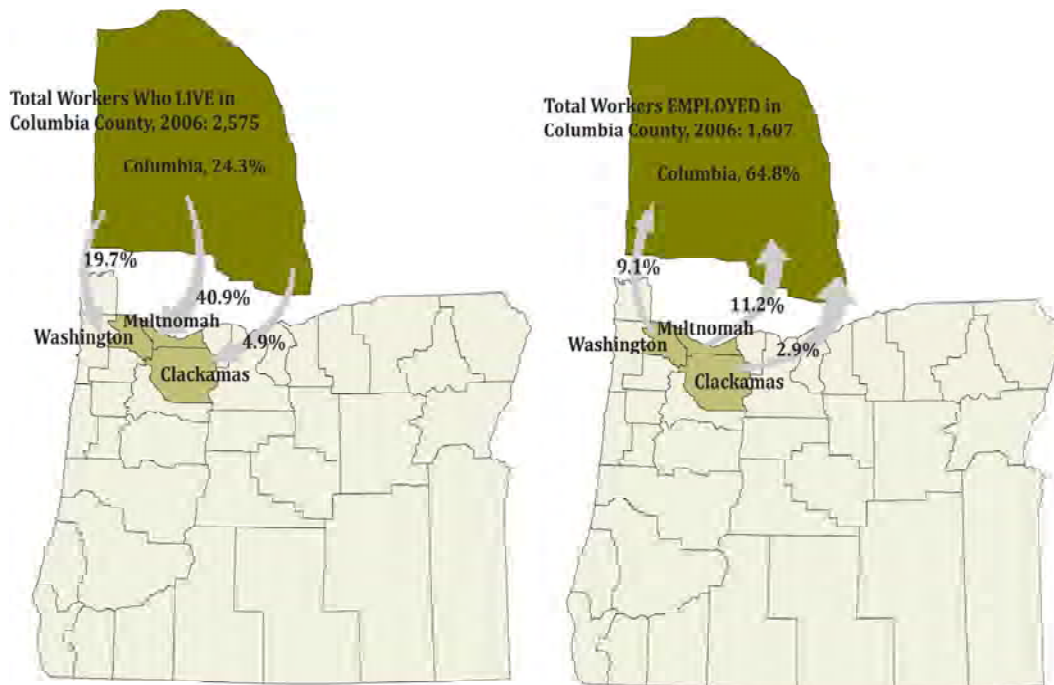 Total Workers Who LIVE in
Columbia County, 2006: 2,575
Columbia, 24.3%
19.7%
40.9%
Multnomah
Washington
4.9%
Clackamas
Total Workers EMPLOYED in
Columbia County, 2006: 1,607
Columbia, 64.8%
9.1%
11.2%
Multnomah
Washington
2.9%
Clackamas